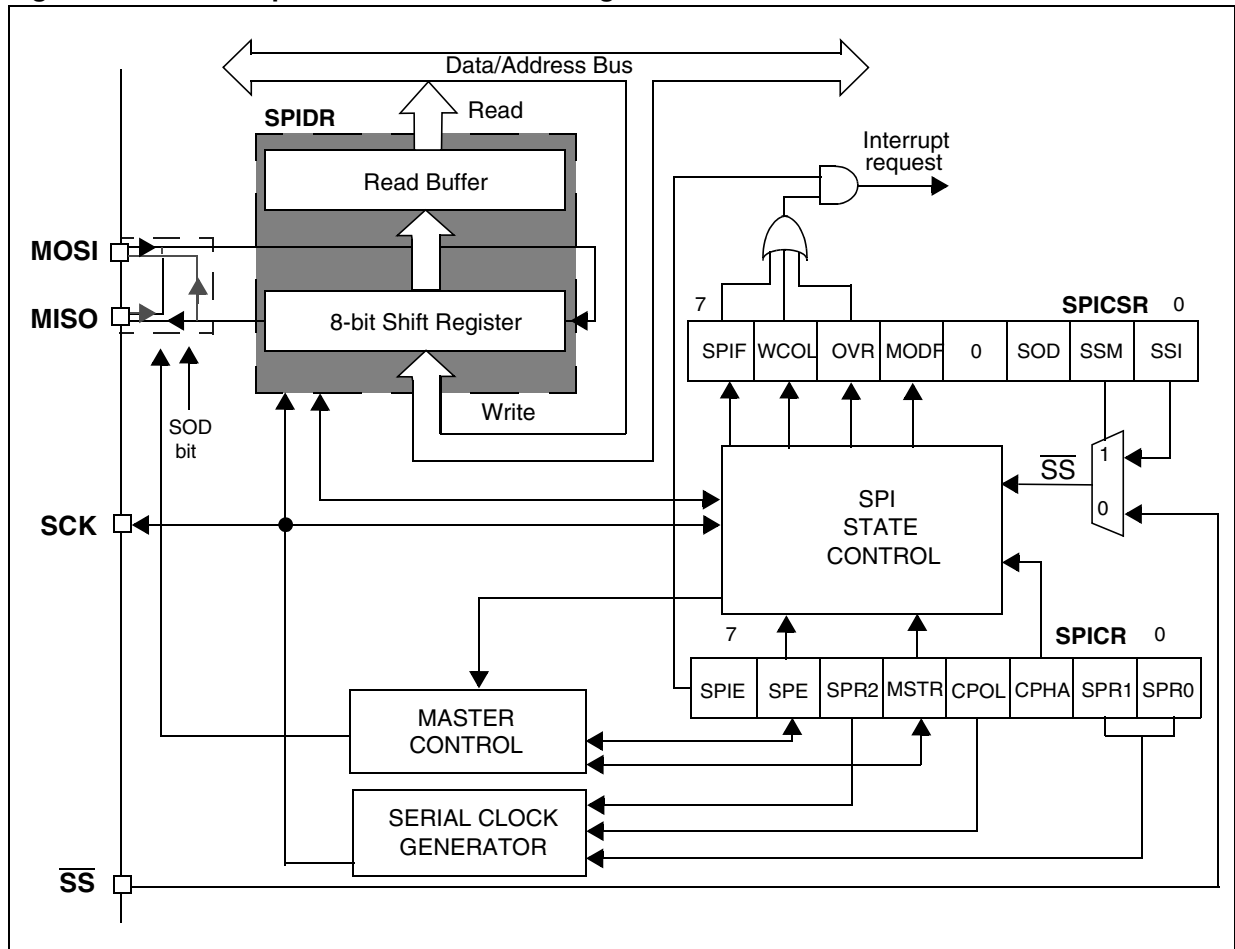 Data/Address Bus
Read
SPIDR
Interrupt
request
Read Buffer
MOSI
MISO
8-bit Shift Register
7
SPICSR 0
SPIF WCOL OVR MODF 0 SOD SSM SSI
Write
SOD
bit
1
SS
0
SCK
SPI
STATE
CONTROL
7
SPICR 0
SPIE SPE SPR2 MSTR CPOL CPHA SPR1 SPR0
MASTER
CONTROL
SERIAL CLOCK
GENERATOR
SS